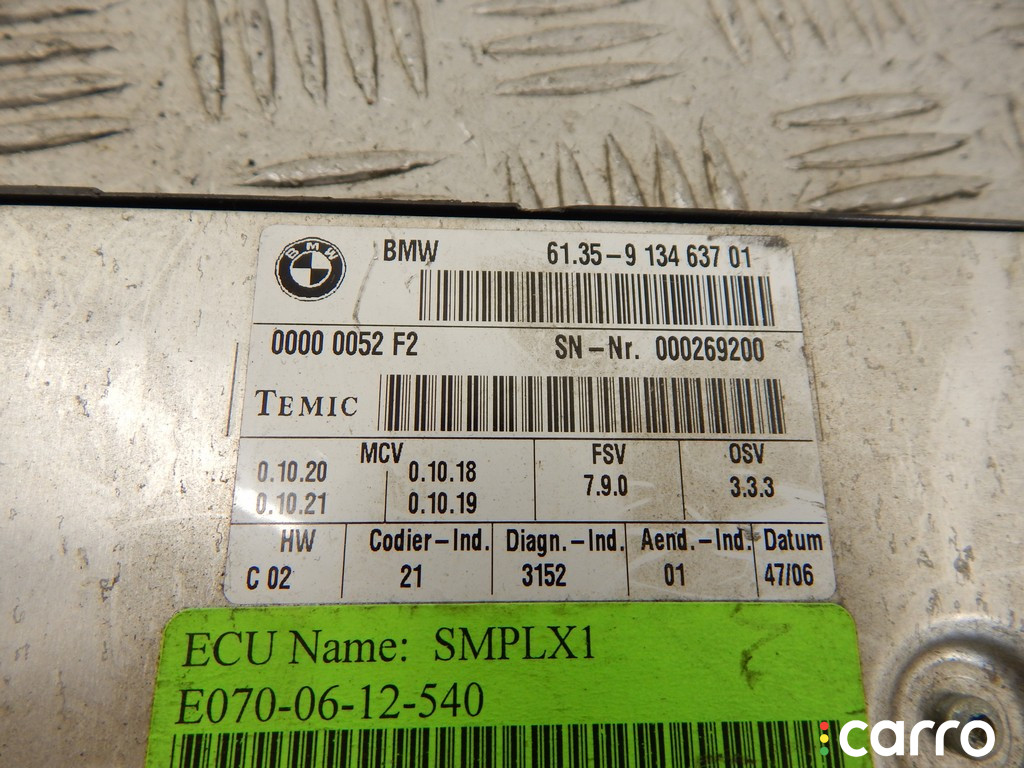 BMW
BMW 61.35-9 134 637 01
0000 0052 F2 SN-Nr. 000269200
TEMIC
MCV FSV OSV
0.10.20 0.10.18 7.9.0 3.3.3
0.10.21 0.10.19
HW Codier-Ind. Diagn.-Ind. Aend.-Ind. Datum
C 02 21 3152 01 47/06
ECU Name: SMPLX1
E070-06-12-540
carro